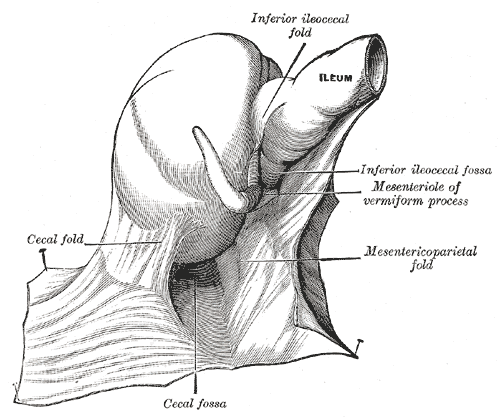 Inferior ileocecal
fold
ILEUM
Inferior ileocecal fossa
Mesenteriole of
vermiform process
Cecal fold
Mesentericoparietal
fold
Cecal fossa